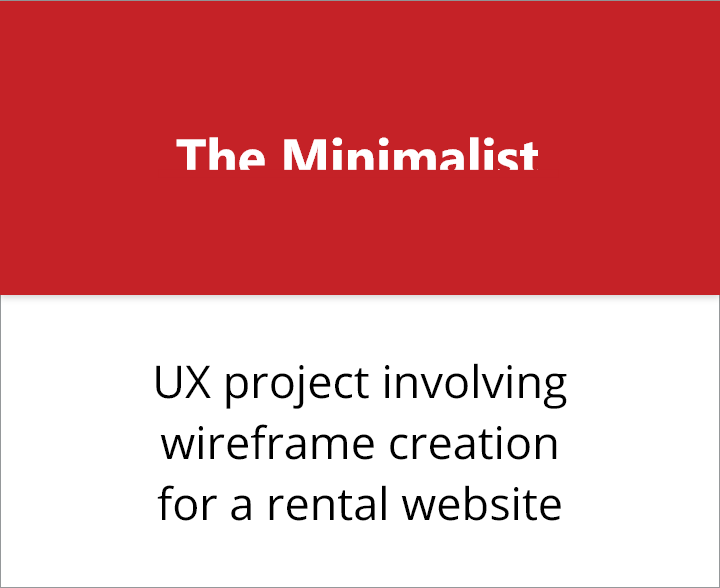 The Minimalist
UX project involving
wireframe creation
for a rental website